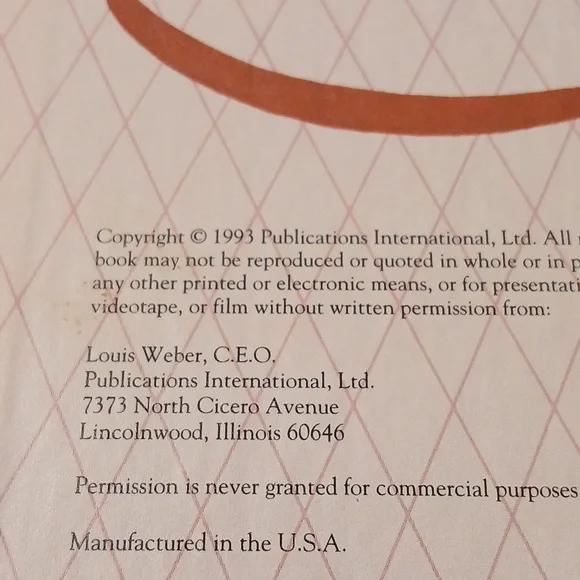 Copyright © 1993 Publications International, Ltd. All
book may not be reproduced or quoted in whole or in
any other printed or electronic means, or for
videotape, or film without written permission from:
Louis Weber, C.E.O.
Publications International, Ltd.
7373 North Cicero Avenue
Lincolnwood, Illinois 60646
Permission is never granted for commercial purposes
Manufactured in the U.S.A.